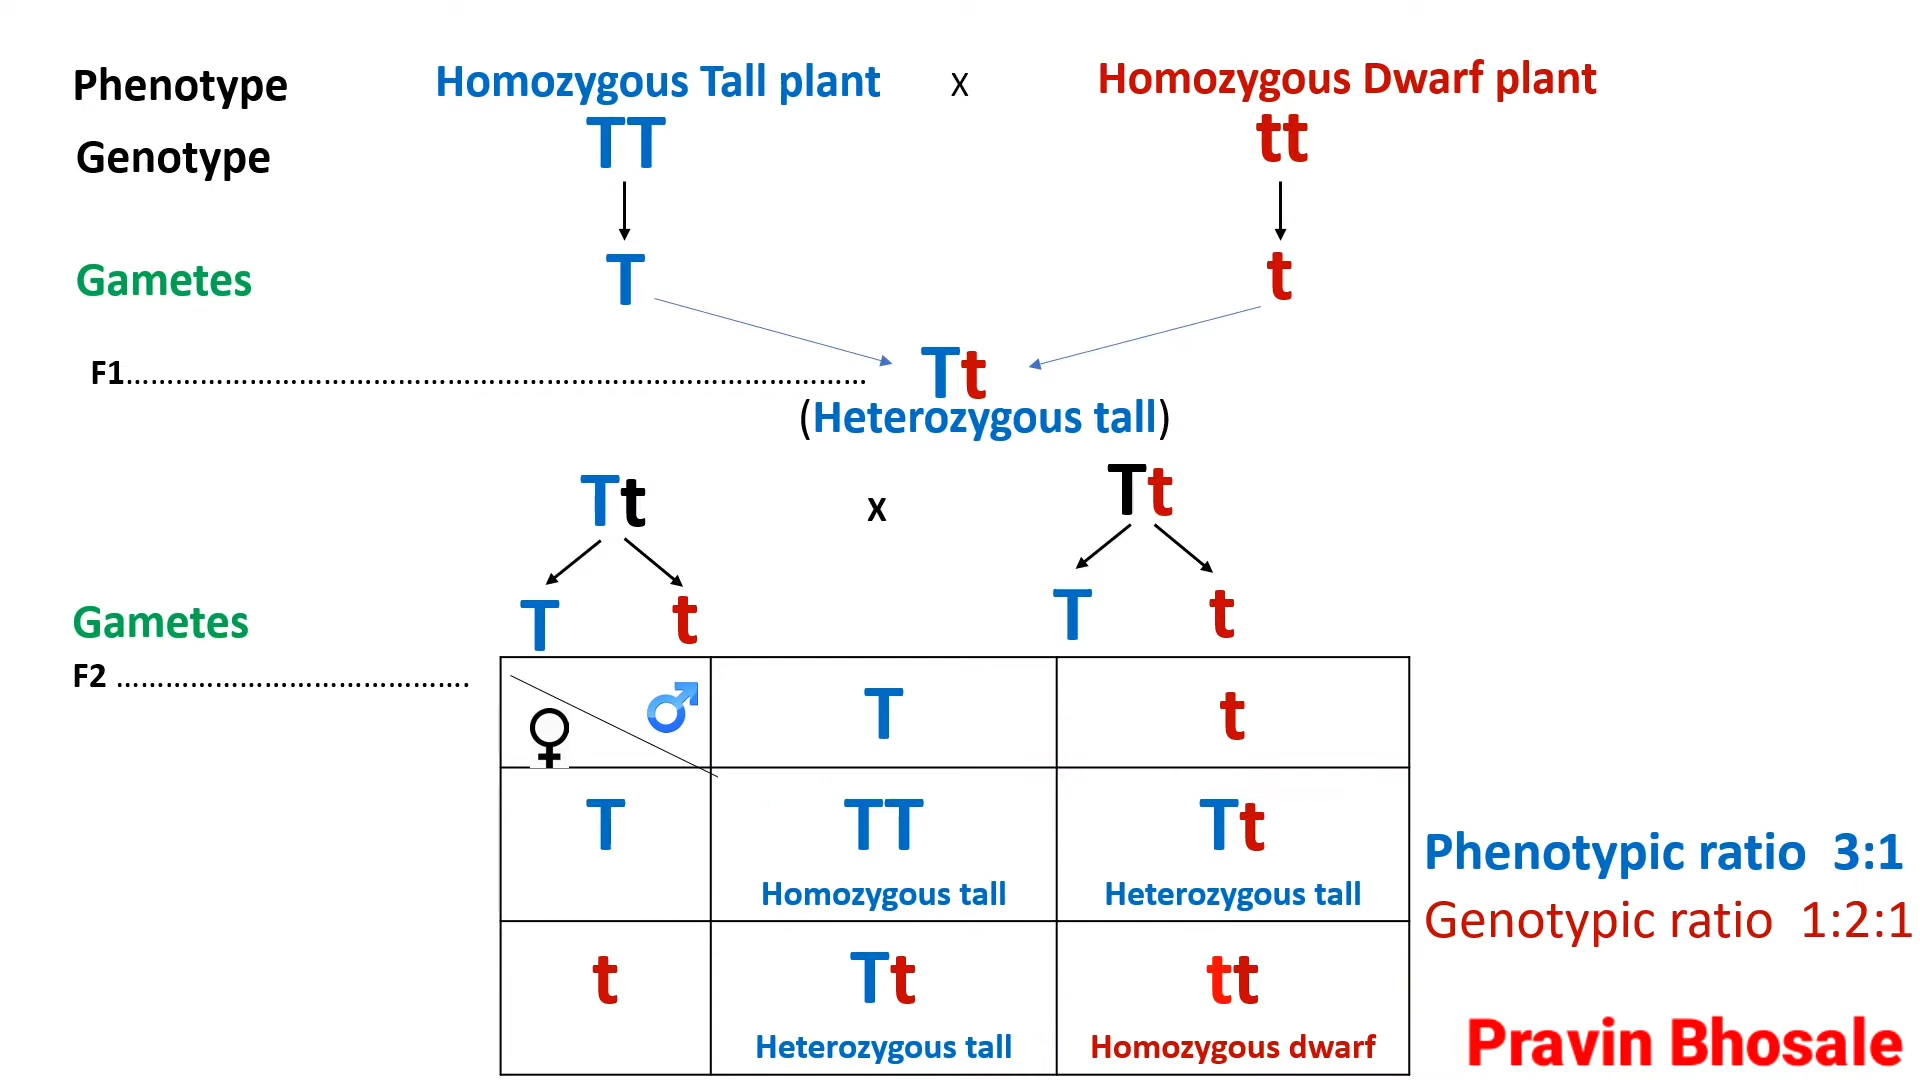 Phenotype Homozygous Tall plant X Homozygous Dwarf plant
Genotype TT tt
Gametes T t
F1........................................................................................... Tt
(Heterozygous tall)
Tt X Tt
Gametes T t T t
F2 ...........................................
♀ ♂ T t
T TT Tt
Homozygous tall Heterozygous tall
Phenotypic ratio 3:1
Genotypic ratio 1:2:1
t Tt tt
Heterozygous tall Homozygous dwarf
Pravin Bhosale